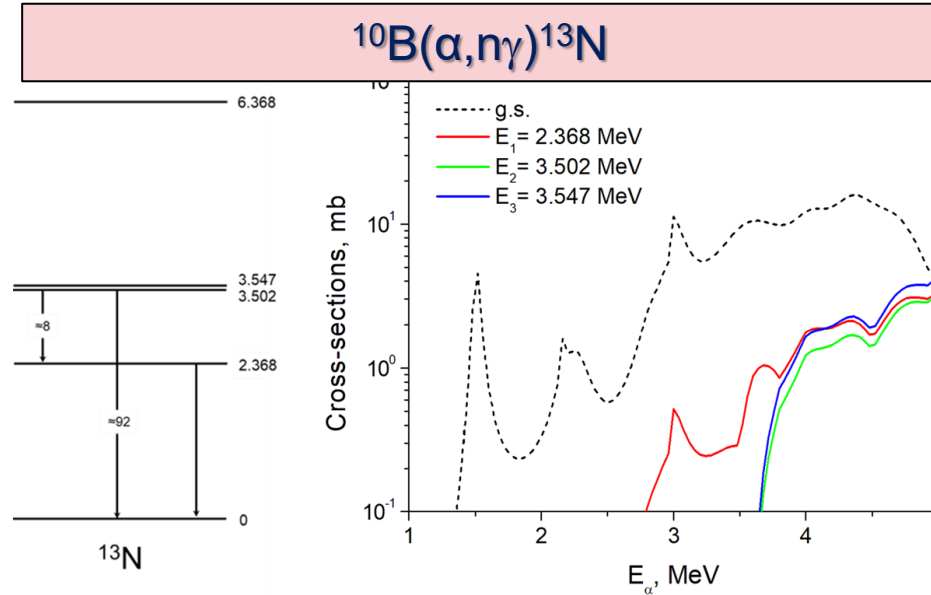 ¹⁰B(α,nγ)¹³N
6.368
3.547
3.502
≈8
2.368
≈92
0
¹³N
g.s.
E₁= 2.368 MeV
E₂= 3.502 MeV
E₃= 3.547 MeV
Cross-sections, mb
10¹
10⁰
10⁻¹
1
2
3
4
Eα, MeV